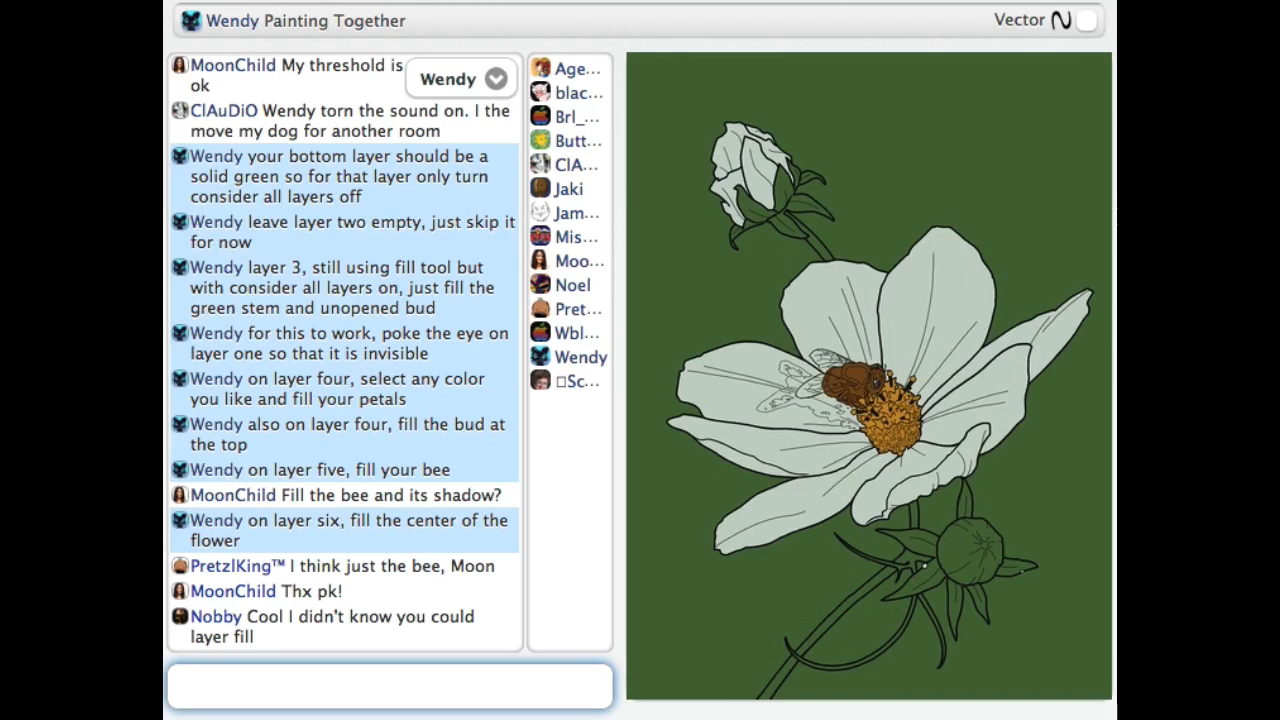 Wendy Painting Together
Vector
MoonChild My threshold is
ok
Wendy
ClAuDiO Wendy torn the sound on. I the
move my dog for another room
Wendy your bottom layer should be a
solid green so for that layer only turn
consider all layers off
Wendy leave layer two empty, just skip it
for now
Wendy layer 3, still using fill tool but
with consider all layers on, just fill the
green stem and unopened bud
Wendy for this to work, poke the eye on
layer one so that it is invisible
Wendy on layer four, select any color
you like and fill your petals
Wendy also on layer four, fill the bud at
the top
Wendy on layer five, fill your bee
MoonChild Fill the bee and its shadow?
Wendy on layer six, fill the center of the
flower
PretzlKing™ I think just the bee, Moon
MoonChild Thx pk!
Nobby Cool I didn't know you could
layer fill
Age...
blac...
Brl_...
Butt...
ClA...
Jaki
Jam...
Mis...
Moo...
Noel
Pret...
Wbl...
Wendy
Sc...